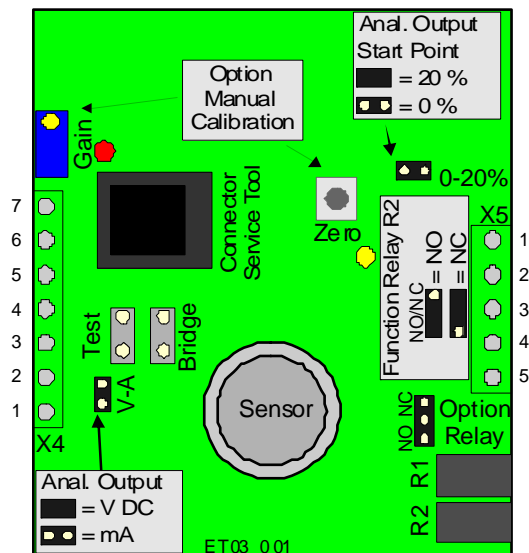 Anal. Output
Start Point
= 20 %
= 0 %
Option
Manual
Calibration
Gain
0-20%
X5
7
6
5
4
3
2
1
Connector
Service Tool
Zero
Function Relay R2
NO/NC
= NO
= NC
1
2
3
4
5
Test
Bridge
V-A
X4
Sensor
NO NC
Option
Relay
R1
R2
Anal. Output
= V DC
= mA
ET03_001